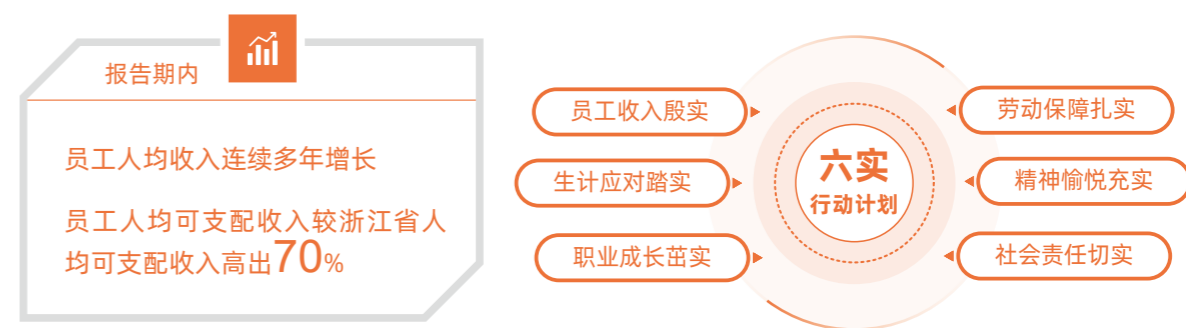 报告期内
员工人均收入连续多年增长
员工人均可支配收入较浙江省人
均可支配收入高出70%
员工收入殷实
生计应对踏实
职业成长茁实
六实
行动计划
劳动保障扎实
精神愉悦充实
社会责任切实